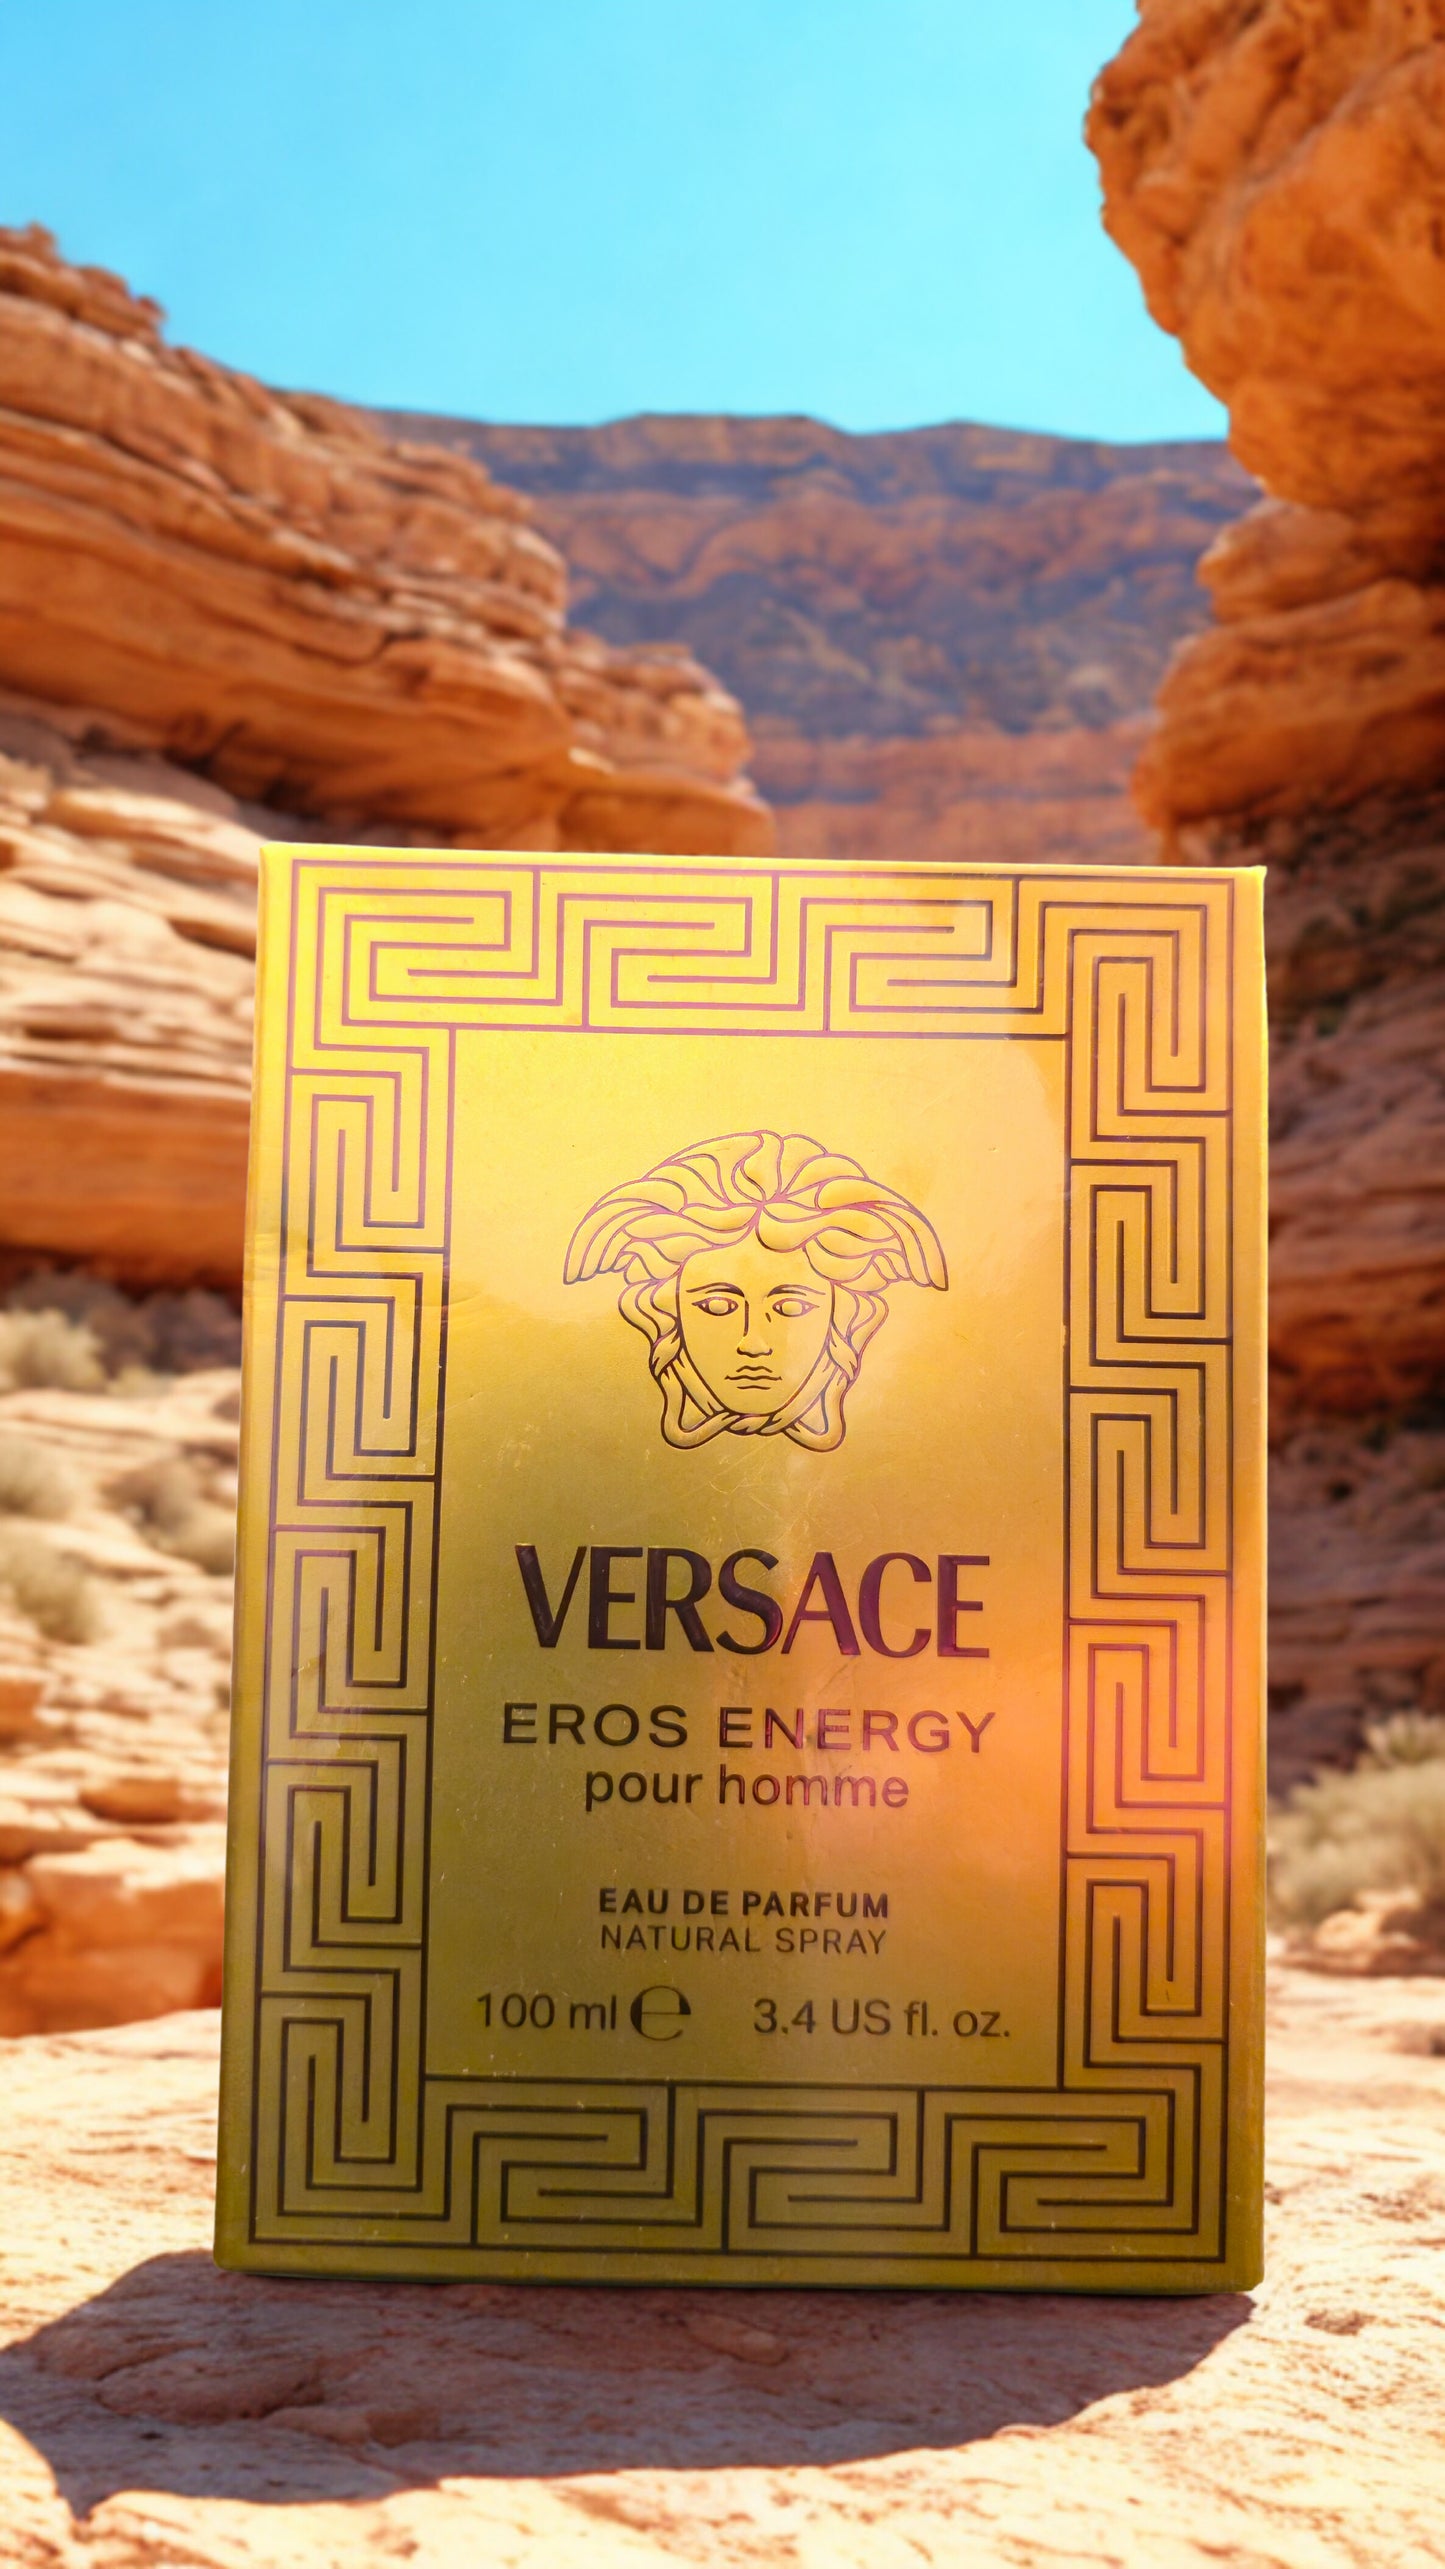 VERSACE
EROS ENERGY
pour homme
EAU DE PARFUM
NATURAL SPRAY
100 ml ℮ 3.4 US fl. oz.